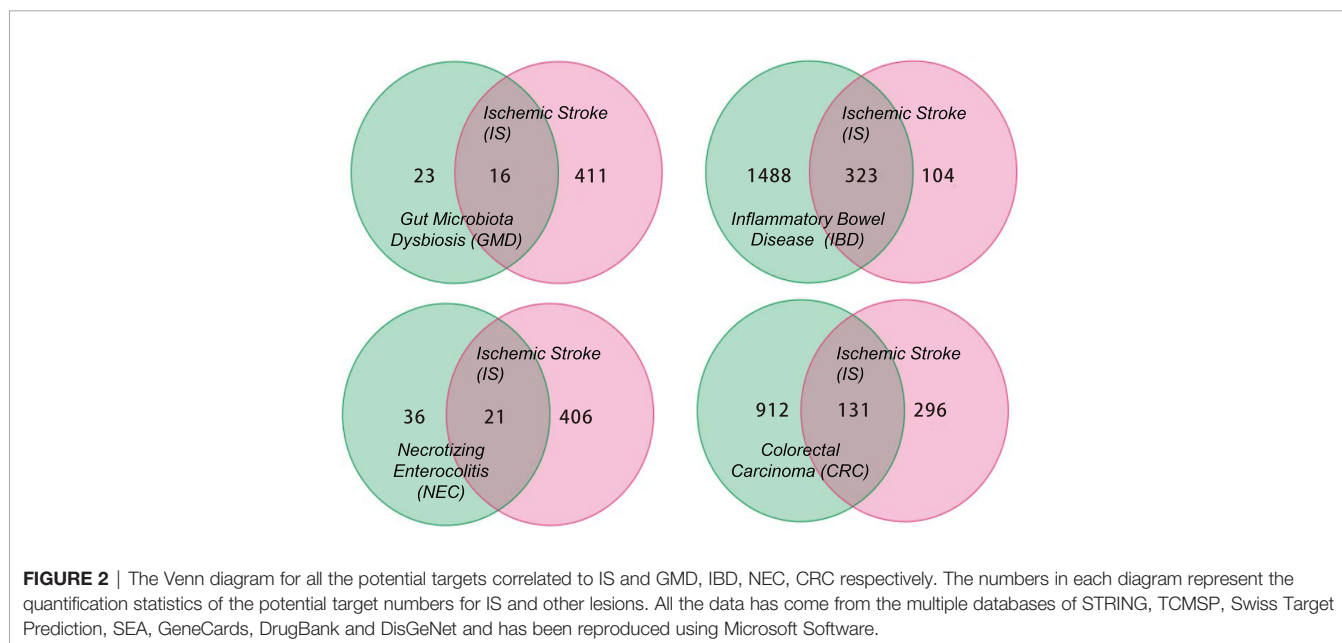 Ischemic Stroke
(IS)
23
16
411
Gut Microbiota
Dysbiosis (GMD)
Ischemic Stroke
(IS)
1488
323
104
Inflammatory Bowel
Disease (IBD)
Ischemic Stroke
(IS)
36
21
406
Necrotizing
Enterocolitis
(NEC)
Ischemic Stroke
(IS)
912
131
296
Colorectal
Carcinoma (CRC)
FIGURE 2 | The Venn diagram for all the potential targets correlated to IS and GMD, IBD, NEC, CRC respectively. The numbers in each diagram represent the
quantification statistics of the potential target numbers for IS and other lesions. All the data has come from the multiple databases of STRING, TCMSP, Swiss Target
Prediction, SEA, GeneCards, DrugBank and DisGeNet and has been reproduced using Microsoft Software.